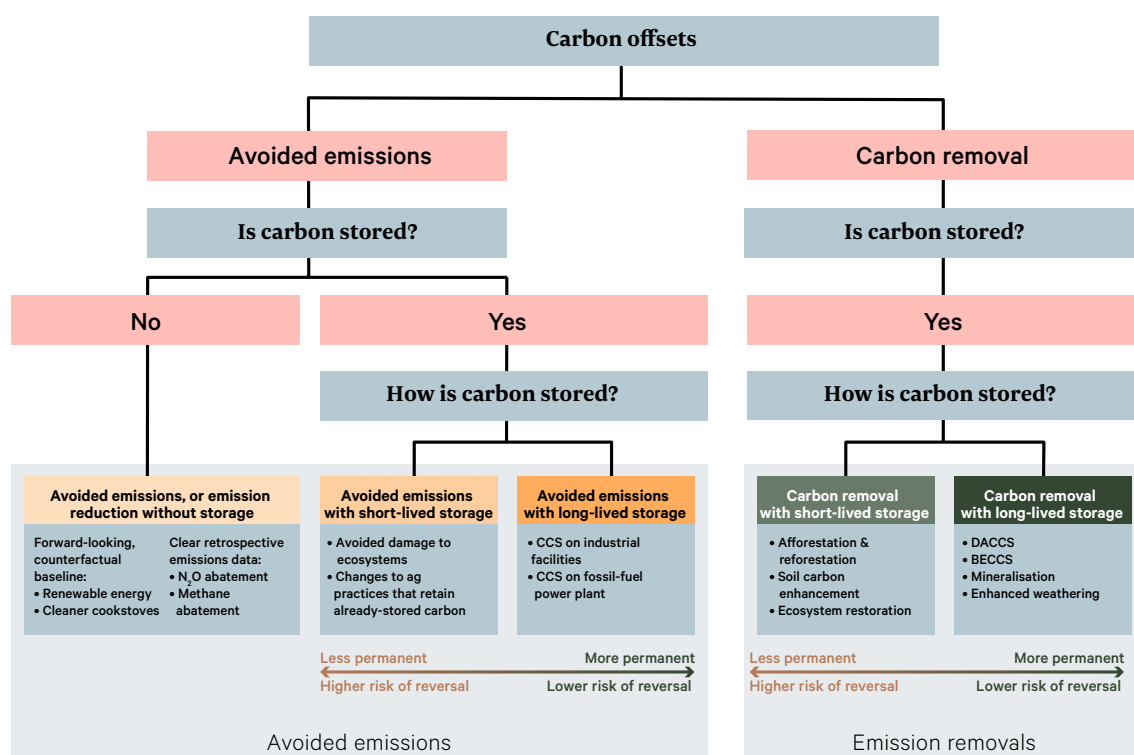 Carbon offsets
Avoided emissions
Carbon removal
Is carbon stored?
Is carbon stored?
No
Yes
Yes
How is carbon stored?
How is carbon stored?
Avoided emissions, or emission
reduction without storage
Forward-looking,
counterfactual
baseline:
• Renewable energy
• Cleaner cookstoves
Clear retrospective
emissions data:
• N₂O abatement
• Methane
abatement
Avoided emissions
with short-lived storage
• Avoided damage to
ecosystems
• Changes to ag
practices that retain
already-stored carbon
Avoided emissions
with long-lived storage
• CCS on industrial
facilities
• CCS on fossil-fuel
power plant
Carbon removal
with short-lived storage
• Afforestation &
reforestation
• Soil carbon
enhancement
• Ecosystem restoration
Carbon removal
with long-lived storage
• DACCS
• BECCS
• Mineralisation
• Enhanced weathering
Less permanent
More permanent
Higher risk of reversal
Lower risk of reversal
Less permanent
More permanent
Higher risk of reversal
Lower risk of reversal
Avoided emissions
Emission removals